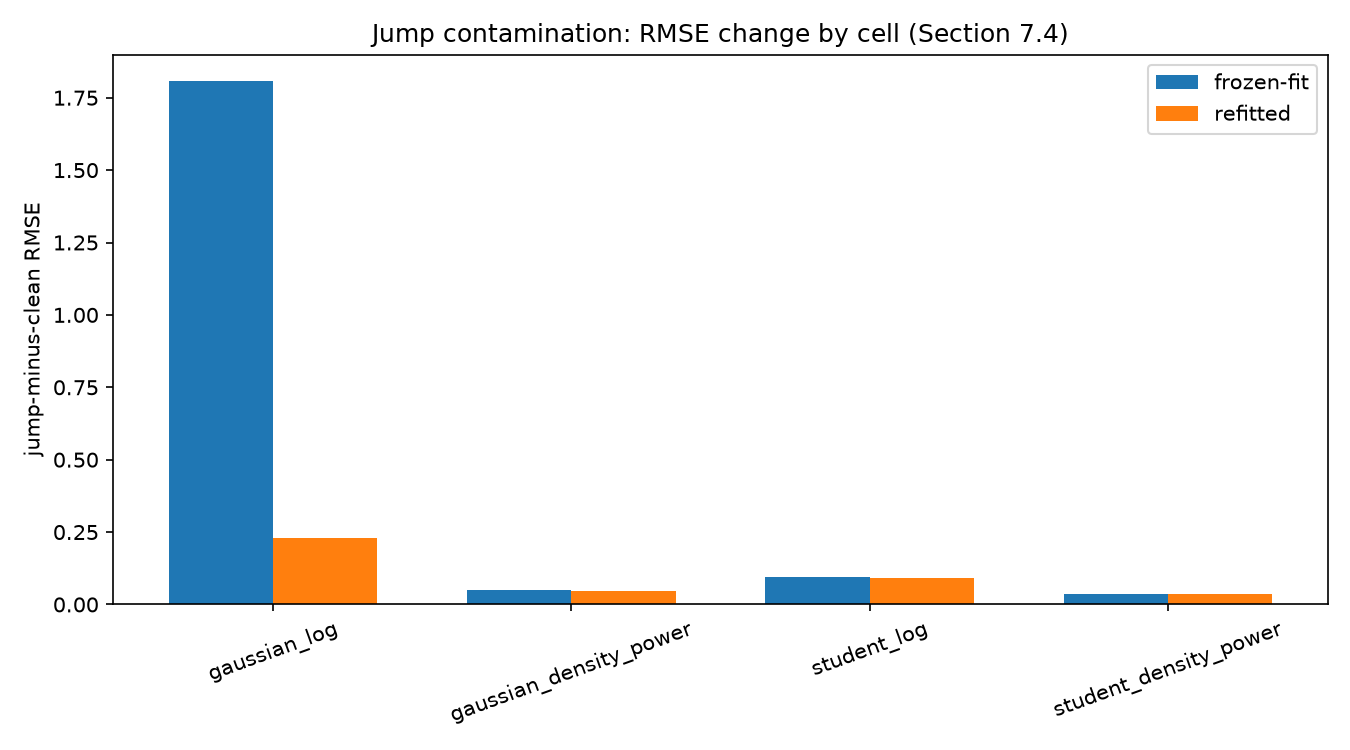 Jump contamination: RMSE change by cell (Section 7.4)
frozen-fit
refitted
jump-minus-clean RMSE
1.75
1.50
1.25
1.00
0.75
0.50
0.25
0.00
gaussian_log
gaussian_density_power
student_log
student_density_power